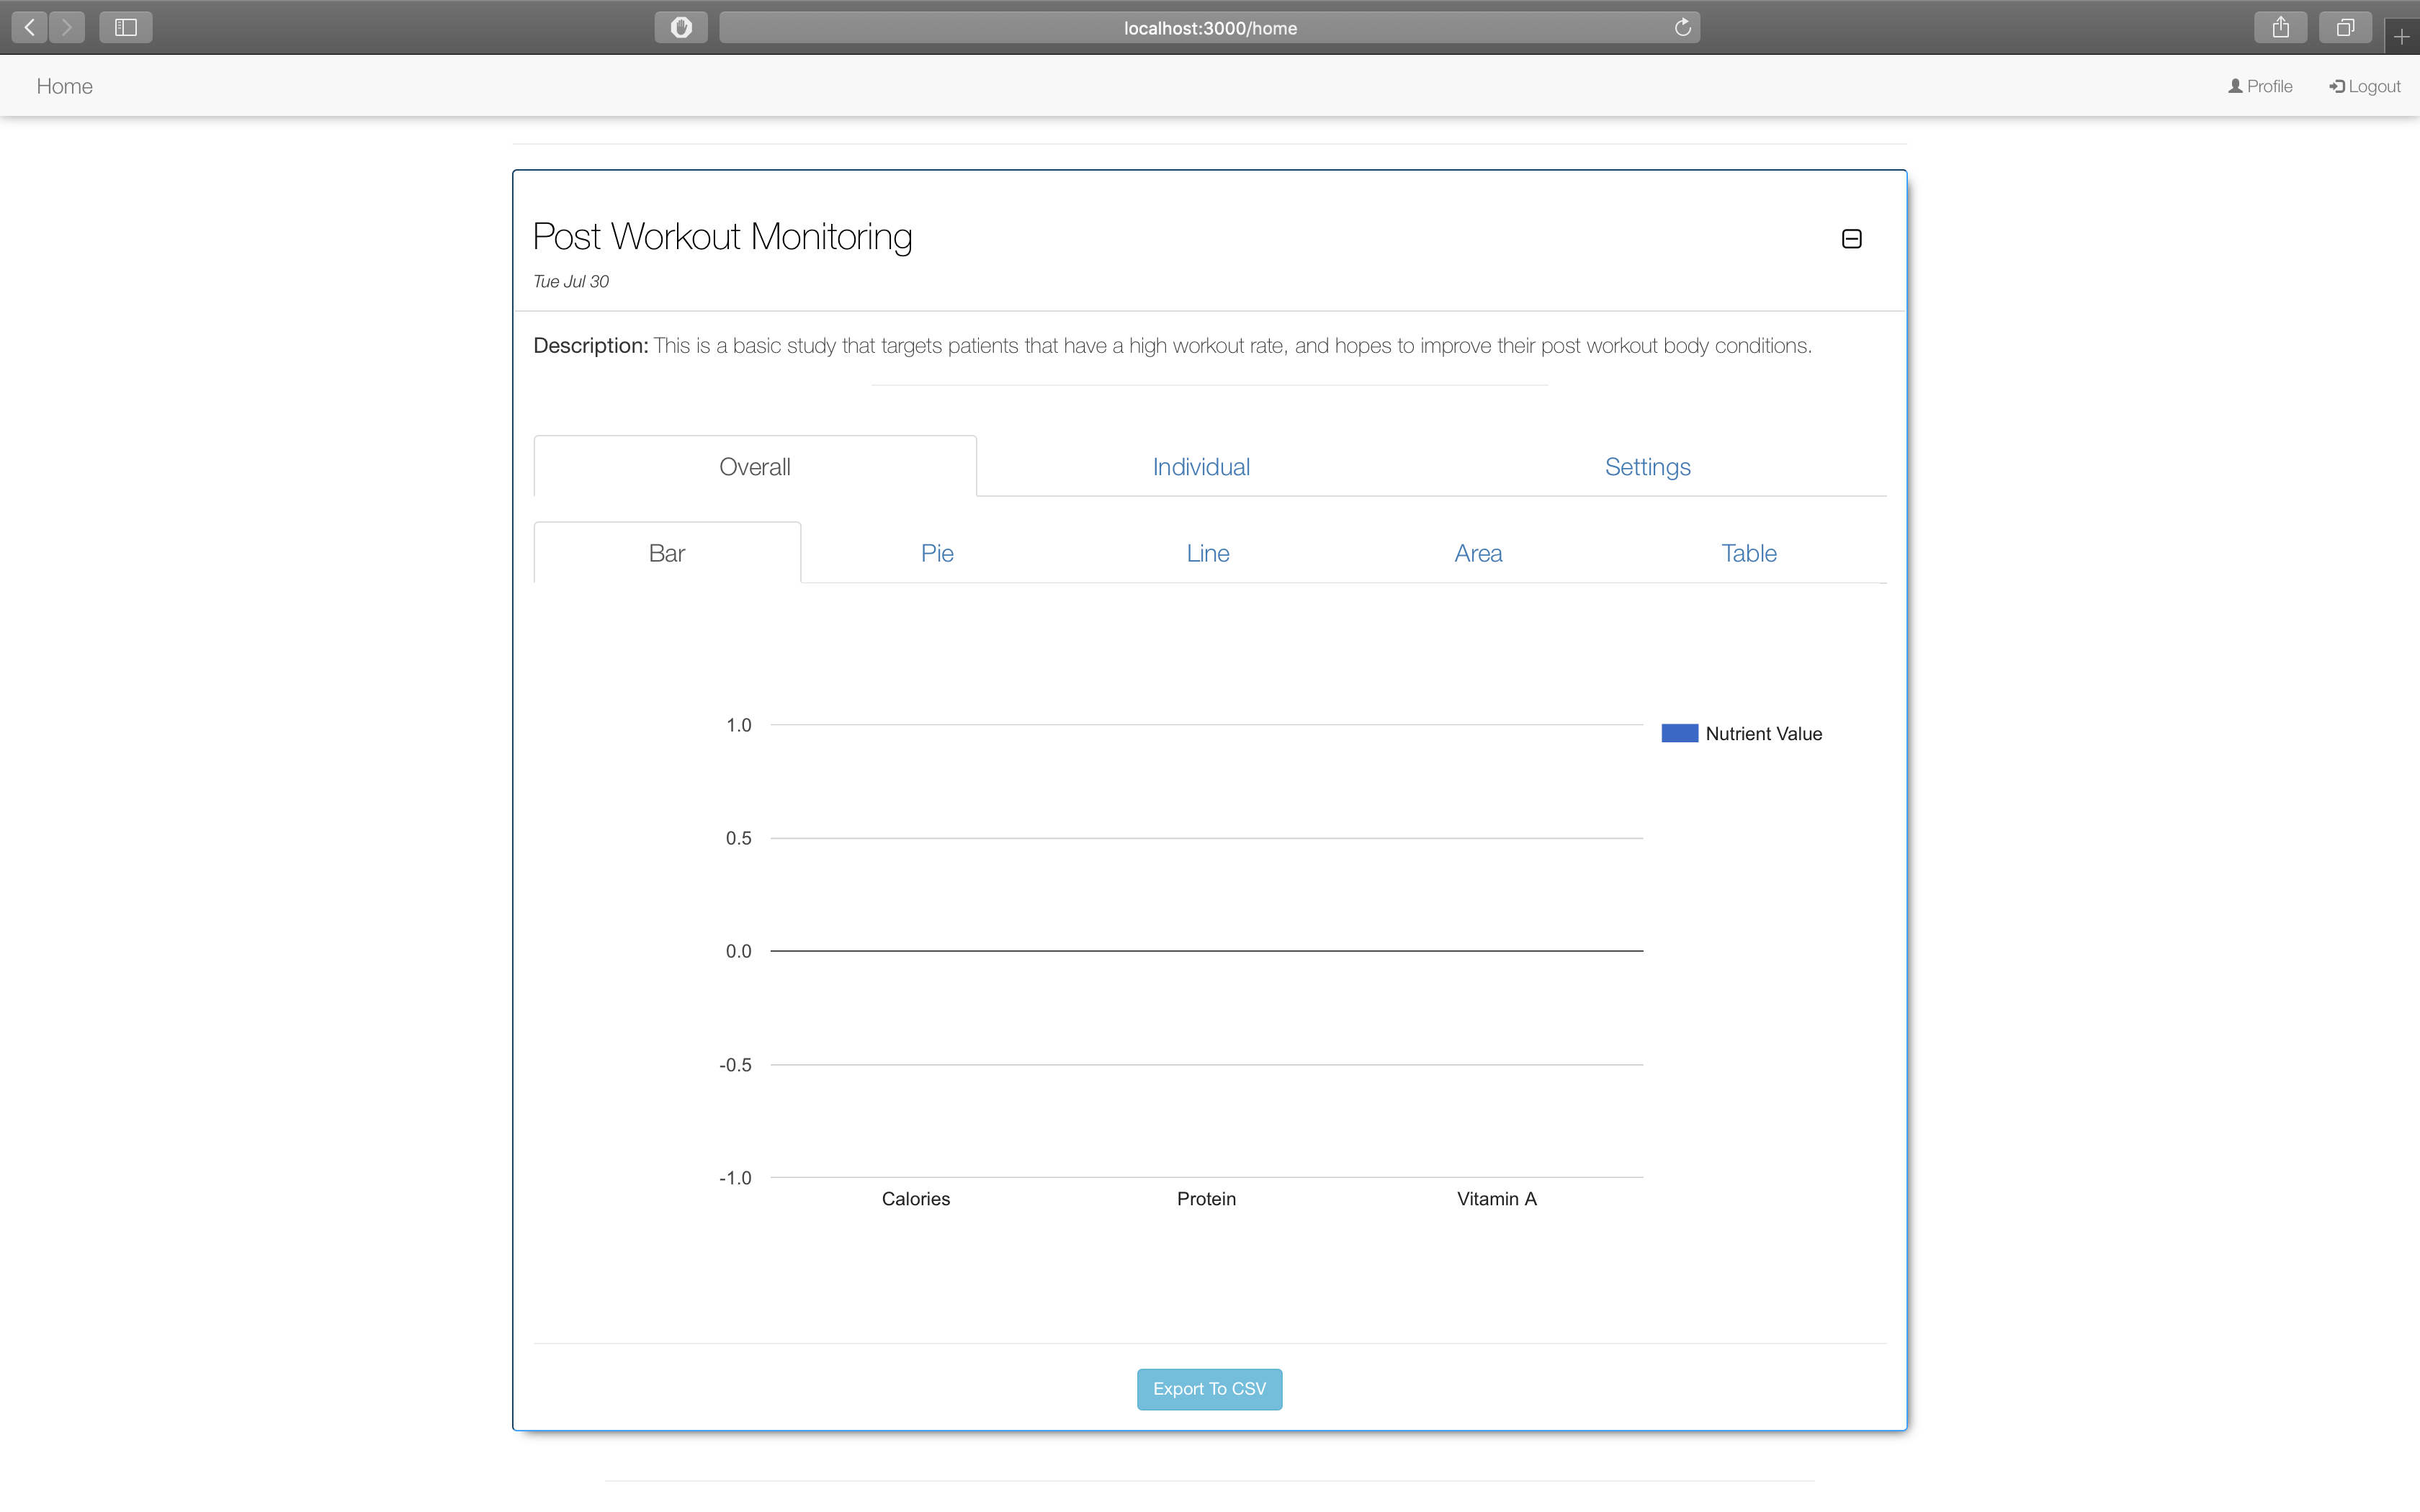 localhost:3000/home
Home
Profile
Logout
Post Workout Monitoring
Tue Jul 30
Description: This is a basic study that targets patients that have a high workout rate, and hopes to improve their post workout body conditions.
Overall Individual Settings
Bar Pie Line Area Table
1.0
Nutrient Value
0.5
0.0
-0.5
-1.0
Calories Protein Vitamin A
Export To CSV